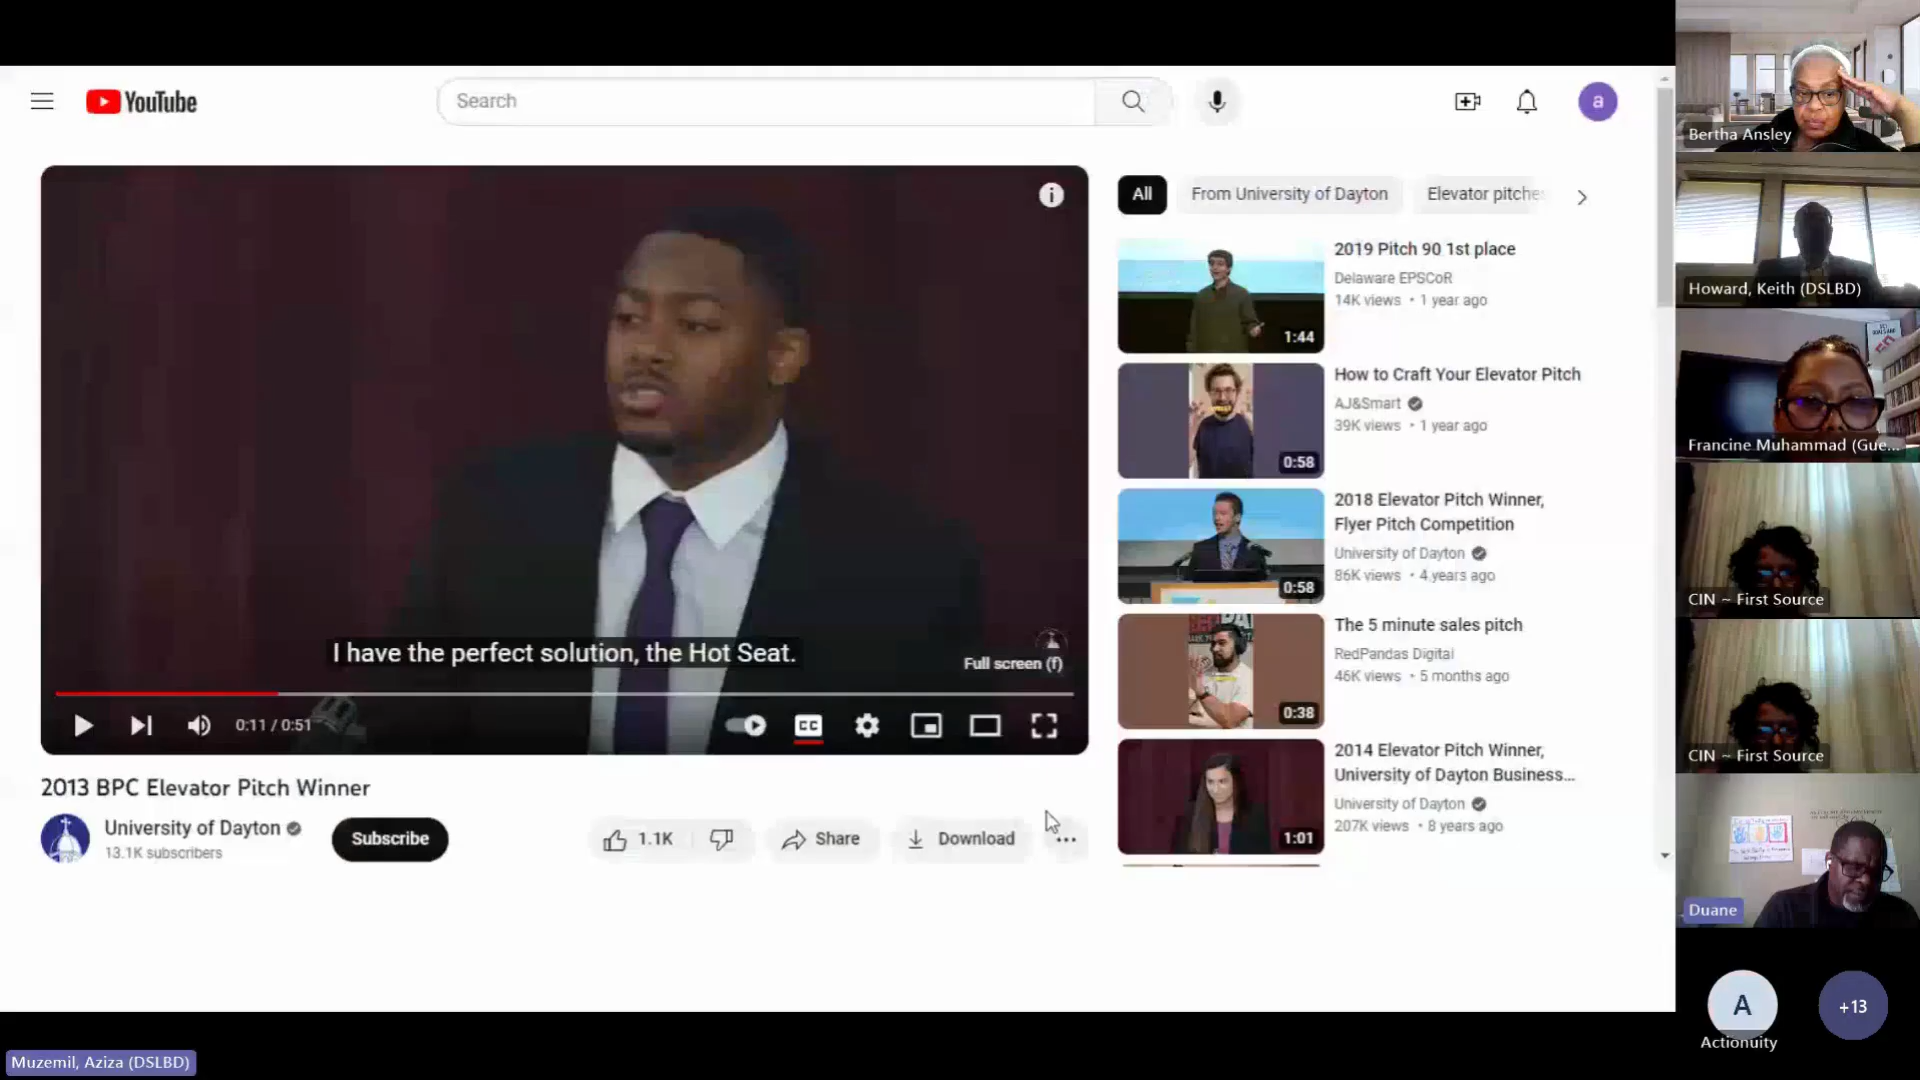 YouTube
Search
a
i
I have the perfect solution, the Hot Seat.
Full screen (f)
0:11 / 0:51
CC
2013 BPC Elevator Pitch Winner
University of Dayton
13.1K subscribers
Subscribe
1.1K
Share
Download
All
From University of Dayton
Elevator pitches
2019 Pitch 90 1st place
Delaware EPSCoR
14K views • 1 year ago
1:44
How to Craft Your Elevator Pitch
AJ&Smart
39K views • 1 year ago
0:58
2018 Elevator Pitch Winner,
Flyer Pitch Competition
University of Dayton
86K views • 4 years ago
0:58
The 5 minute sales pitch
RedPandas Digital
46K views • 5 months ago
0:38
2014 Elevator Pitch Winner,
University of Dayton Business...
University of Dayton
207K views • 8 years ago
1:01
Bertha Ansley
Howard, Keith (DSLBD)
Francine Muhammad (Gue...
CIN ~ First Source
CIN ~ First Source
Duane
A
Actionuity
+13
Muzemil, Aziza (DSLBD)